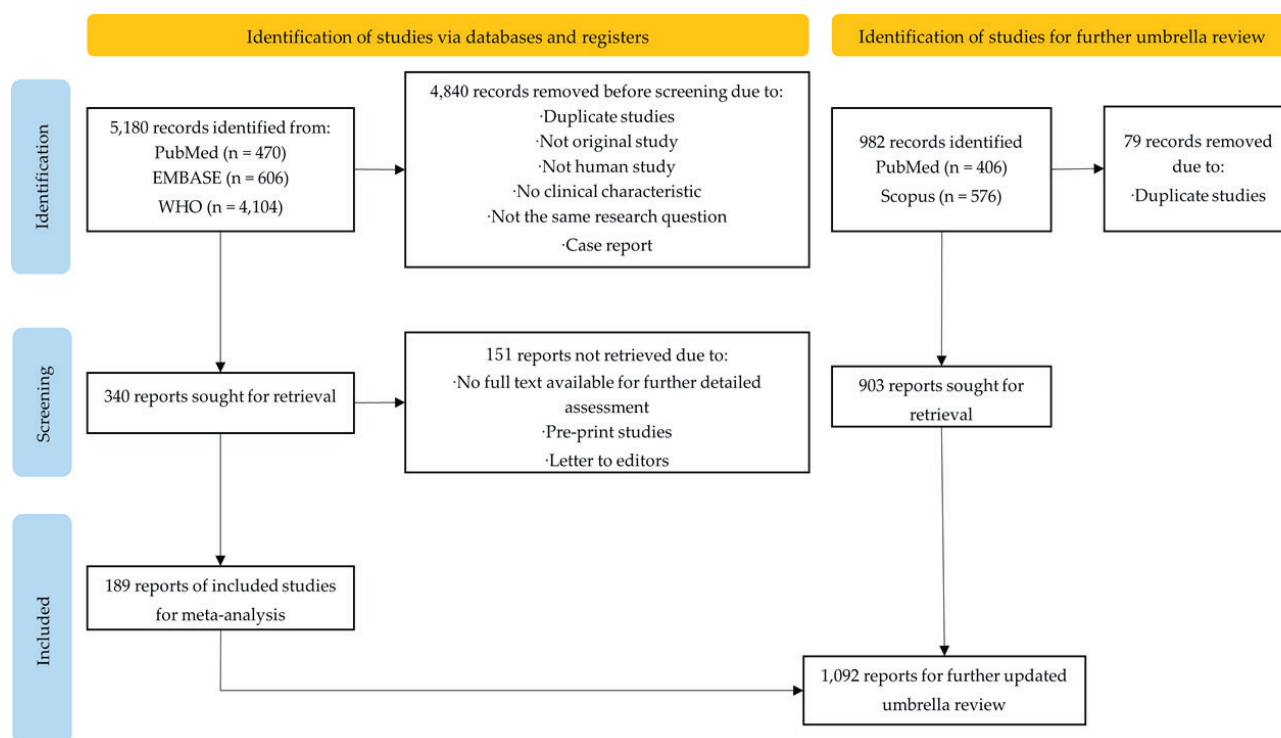 Identification of studies via databases and registers
Identification of studies for further umbrella review
Identification
5,180 records identified from:
PubMed (n = 470)
EMBASE (n = 606)
WHO (n = 4,104)
4,840 records removed before screening due to:
·Duplicate studies
·Not original study
·Not human study
·No clinical characteristic
·Not the same research question
·Case report
982 records identified
PubMed (n = 406)
Scopus (n = 576)
79 records removed
due to:
·Duplicate studies
Screening
340 reports sought for retrieval
151 reports not retrieved due to:
·No full text available for further detailed
assessment
·Pre-print studies
·Letter to editors
903 reports sought for
retrieval
Included
189 reports of included studies
for meta-analysis
1,092 reports for further updated
umbrella review